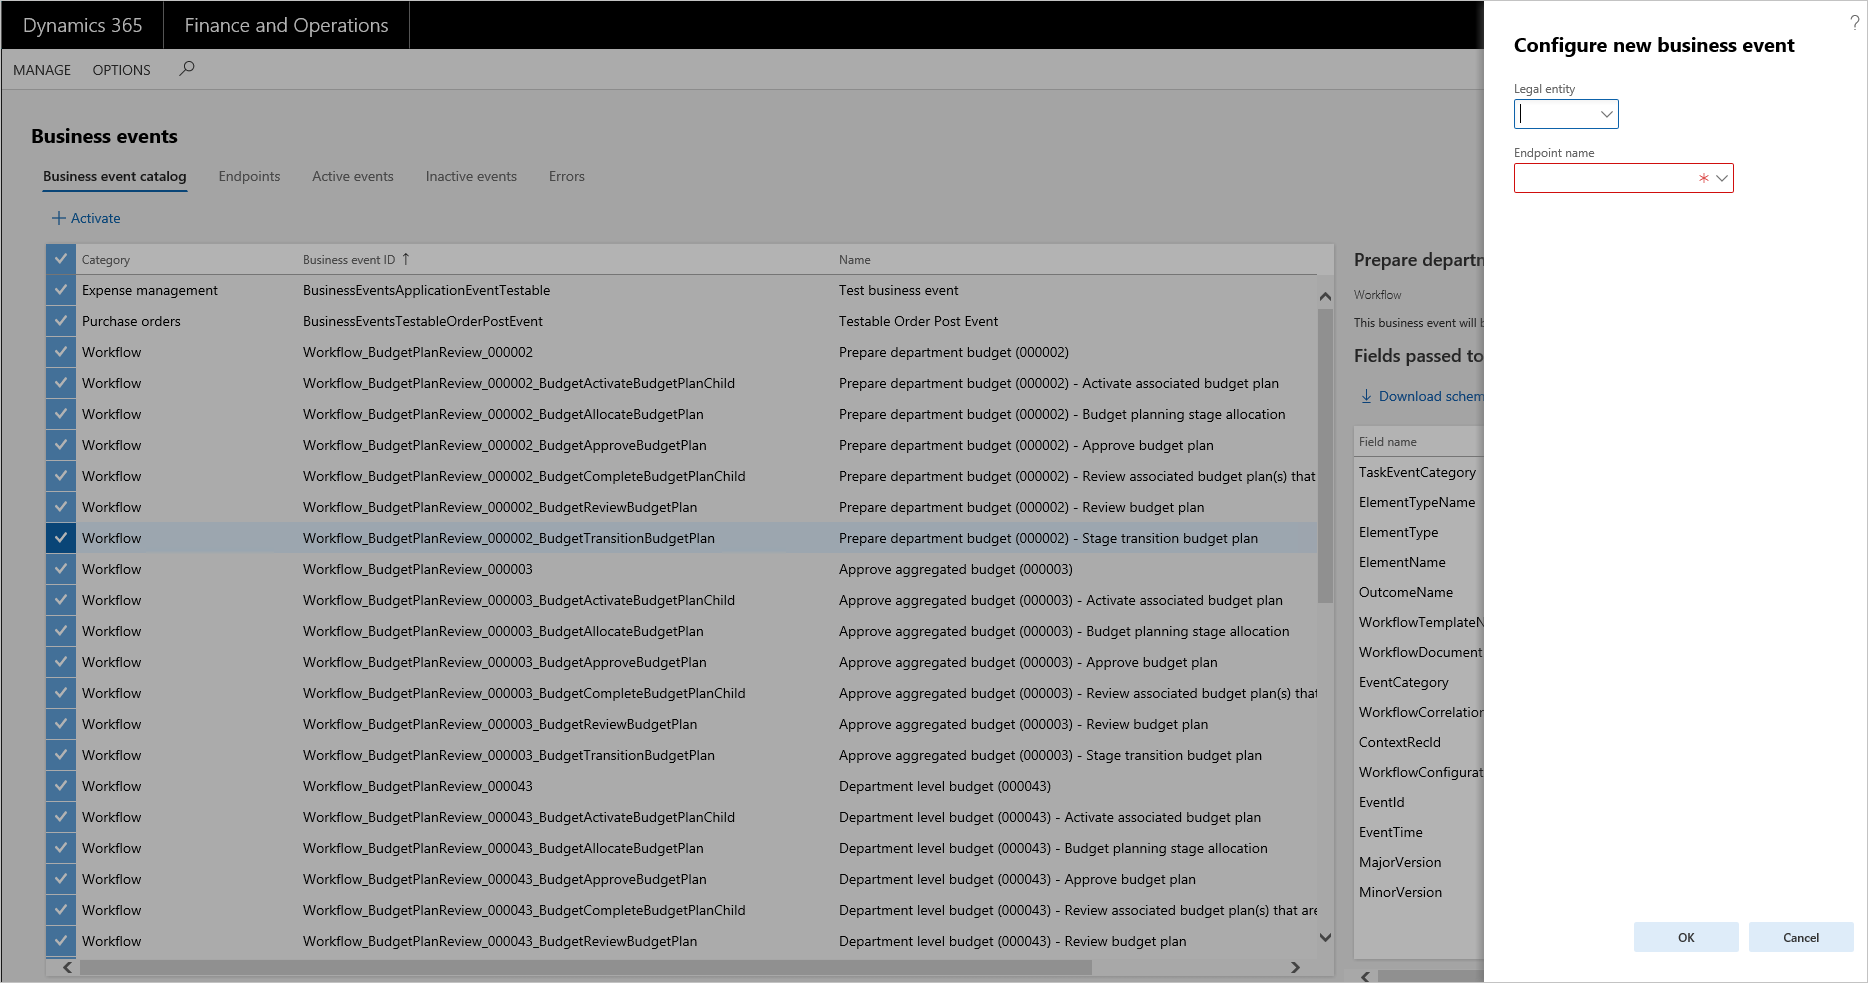 Dynamics 365 Finance and Operations
?
Configure new business event
MANAGE OPTIONS
Legal entity
Endpoint name
*
OK Cancel
Business events
Business event catalog Endpoints Active events Inactive events Errors
+ Activate
Category Business event ID ↑ Name
Expense management BusinessEventsApplicationEventTestable Test business event
Purchase orders BusinessEventsTestableOrderPostEvent Testable Order Post Event
Workflow Workflow_BudgetPlanReview_000002 Prepare department budget (000002)
Workflow Workflow_BudgetPlanReview_000002_BudgetActivateBudgetPlanChild Prepare department budget (000002) - Activate associated budget plan
Workflow Workflow_BudgetPlanReview_000002_BudgetAllocateBudgetPlan Prepare department budget (000002) - Budget planning stage allocation
Workflow Workflow_BudgetPlanReview_000002_BudgetApproveBudgetPlan Prepare department budget (000002) - Approve budget plan
Workflow Workflow_BudgetPlanReview_000002_BudgetCompleteBudgetPlanChild Prepare department budget (000002) - Review associated budget plan(s) that
Workflow Workflow_BudgetPlanReview_000002_BudgetReviewBudgetPlan Prepare department budget (000002) - Review budget plan
Workflow Workflow_BudgetPlanReview_000002_BudgetTransitionBudgetPlan Prepare department budget (000002) - Stage transition budget plan
Workflow Workflow_BudgetPlanReview_000003 Approve aggregated budget (000003)
Workflow Workflow_BudgetPlanReview_000003_BudgetActivateBudgetPlanChild Approve aggregated budget (000003) - Activate associated budget plan
Workflow Workflow_BudgetPlanReview_000003_BudgetAllocateBudgetPlan Approve aggregated budget (000003) - Budget planning stage allocation
Workflow Workflow_BudgetPlanReview_000003_BudgetApproveBudgetPlan Approve aggregated budget (000003) - Approve budget plan
Workflow Workflow_BudgetPlanReview_000003_BudgetCompleteBudgetPlanChild Approve aggregated budget (000003) - Review associated budget plan(s) that
Workflow Workflow_BudgetPlanReview_000003_BudgetReviewBudgetPlan Approve aggregated budget (000003) - Review budget plan
Workflow Workflow_BudgetPlanReview_000003_BudgetTransitionBudgetPlan Approve aggregated budget (000003) - Stage transition budget plan
Workflow Workflow_BudgetPlanReview_000043 Department level budget (000043)
Workflow Workflow_BudgetPlanReview_000043_BudgetActivateBudgetPlanChild Department level budget (000043) - Activate associated budget plan
Workflow Workflow_BudgetPlanReview_000043_BudgetAllocateBudgetPlan Department level budget (000043) - Budget planning stage allocation
Workflow Workflow_BudgetPlanReview_000043_BudgetApproveBudgetPlan Department level budget (000043) - Approve budget plan
Workflow Workflow_BudgetPlanReview_000043_BudgetCompleteBudgetPlanChild Department level budget (000043) - Review associated budget plan(s) that are
Workflow Workflow_BudgetPlanReview_000043_BudgetReviewBudgetPlan Department level budget (000043) - Review budget plan
Prepare departn
Workflow
This business event will
Fields passed to
Download schem
Field name
TaskEventCategory
ElementTypeName
ElementType
ElementName
OutcomeName
WorkflowTemplateN
WorkflowDocument
EventCategory
WorkflowCorrelation
ContextRecId
WorkflowConfigurat
EventId
EventTime
MajorVersion
MinorVersion